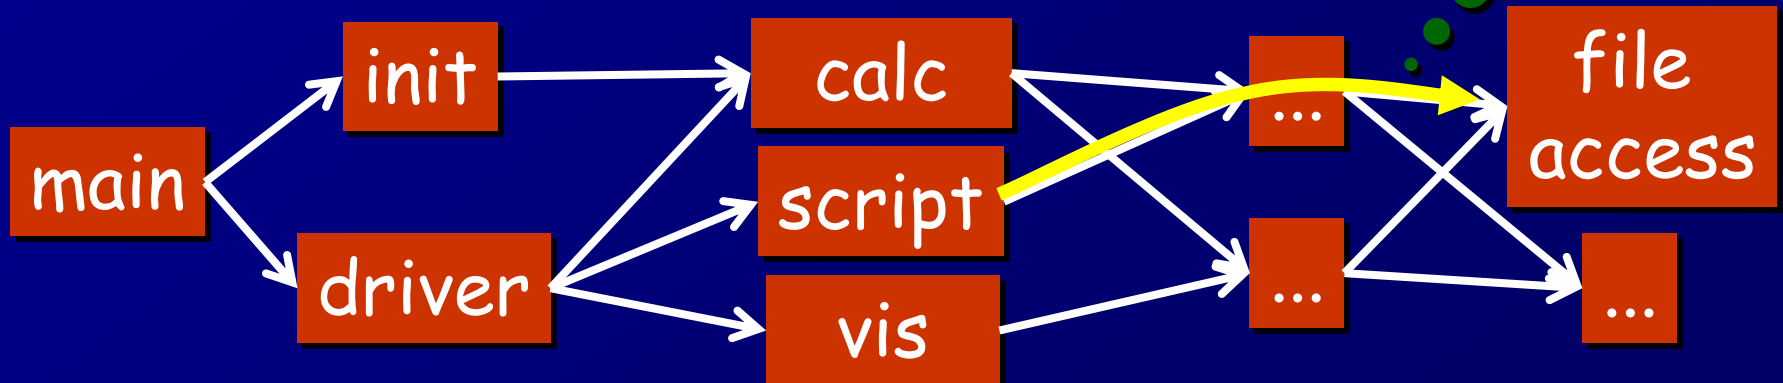 main
init
driver
calc
script
vis
...
...
file
access
...